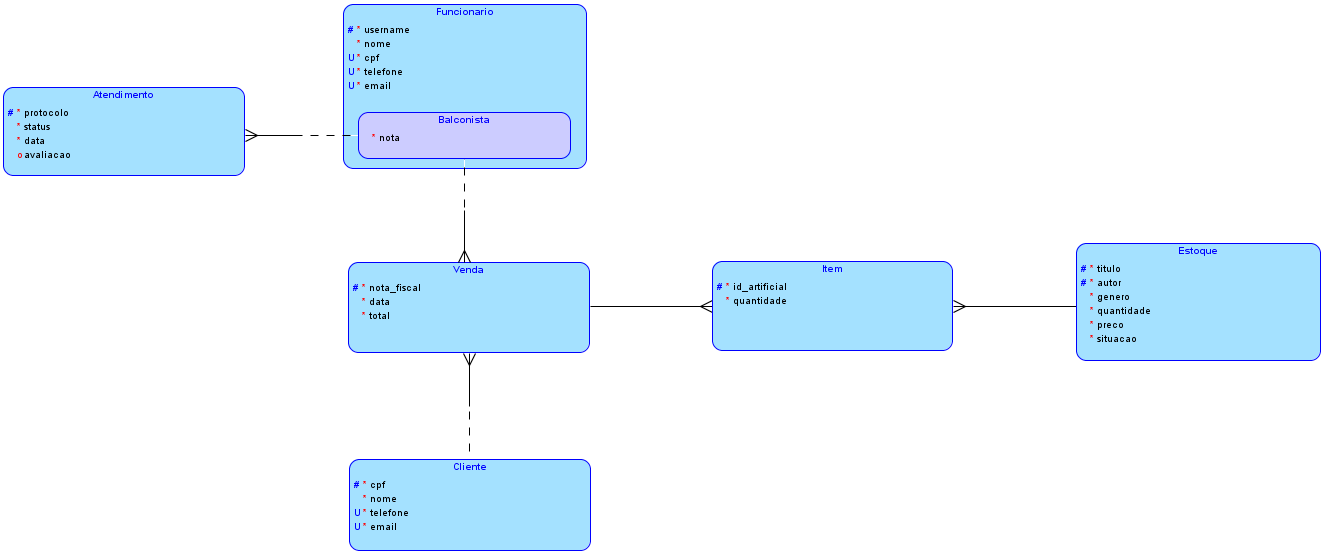 Funcionario
# * username
* nome
U * cpf
U * telefone
U * email
Balconista
* nota
Atendimento
# * protocolo
* status
* data
o avaliacao
Venda
# * nota_fiscal
* data
* total
Item
# * id_artificial
* quantidade
Estoque
# * titulo
# * autor
* genero
* quantidade
* preco
* situacao
Cliente
# * cpf
* nome
U * telefone
U * email